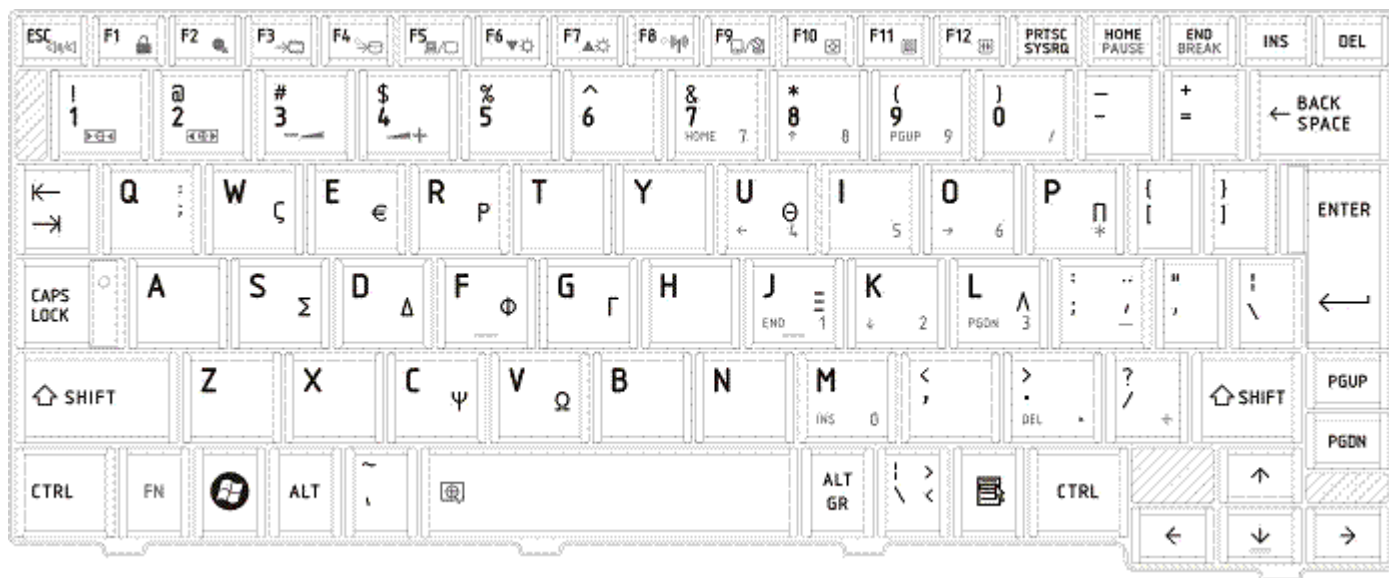 ESC F1 F2 F3 F4 F5 F6 F7 F8 F9 F10 F11 F12 PRTSC HOME END INS DEL
SYSRQ PAUSE BREAK
! @ # $ % ^ & * ( ) — +
1 2 3 4 5 6 7 8 9 0 - = ← BACK
HOME 7 ↑ 8 PGUP 9 / SPACE
Q : W E R T Y U I O P { }
; ς € Ρ Θ Π [ ] ENTER
← 4 5 → 6 *
CAPS A S D F G H J K L : ¨ " ¦
LOCK Σ Δ Φ Γ Ξ Λ ; ΄ ' \
END 1 ↓ 2 PGDN 3
⇧ SHIFT Z X C V B N M < > ? ⇧ SHIFT PGUP
Ψ Ω , . /
INS 0 DEL . ÷ PGDN
CTRL FN ALT ~ ALT ¦ > CTRL ↑
GR \ <
← ↓ →